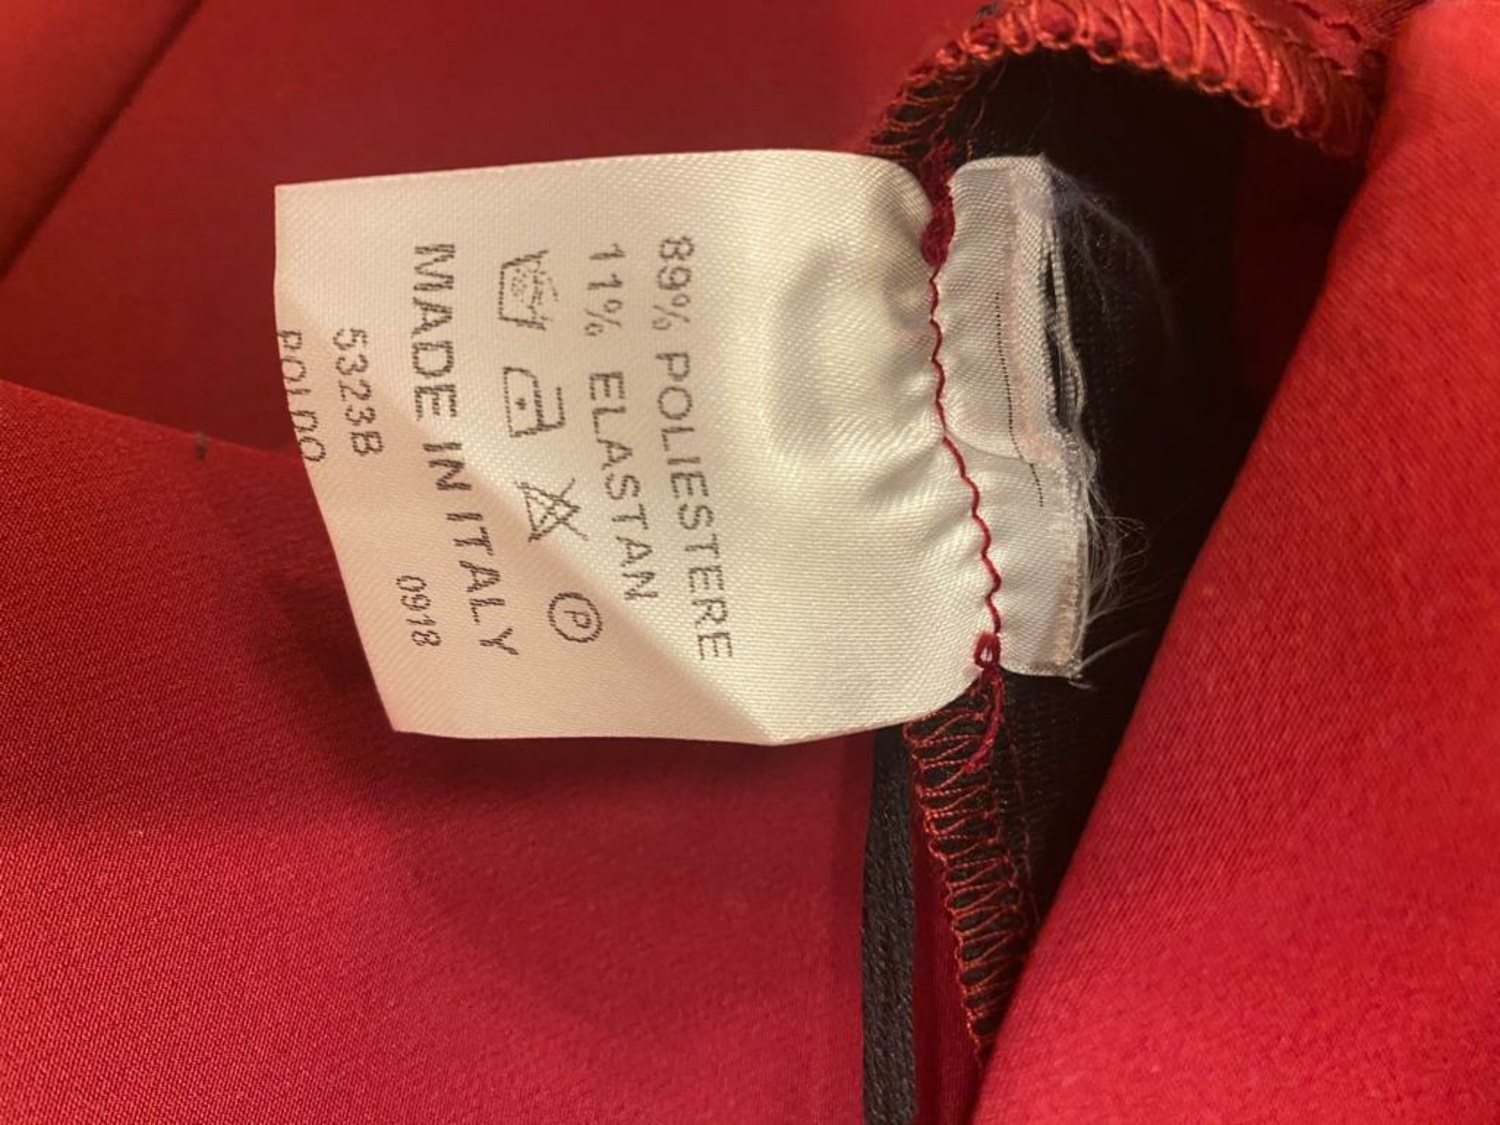 89% POLIESTERE
11% ELASTAN
P
MADE IN ITALY
0918
5323B